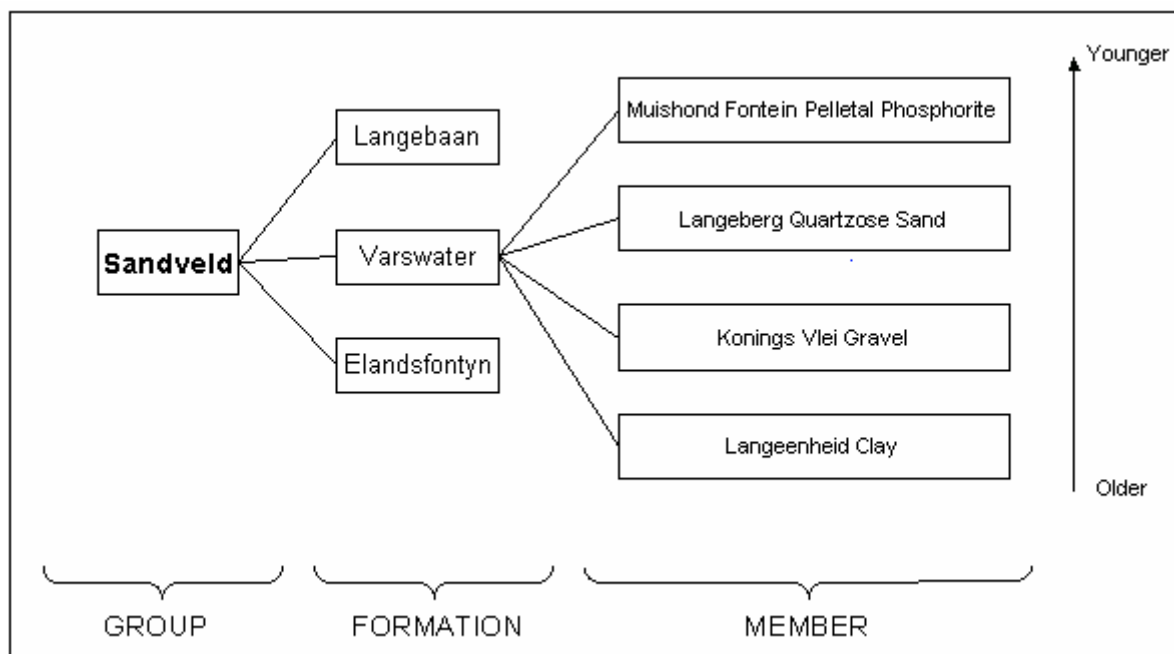 Younger
Muishond Fontein Pelletal Phosphorite
Langebaan
Langeberg Quartzose Sand
Sandveld
Varswater
Konings Vlei Gravel
Elandsfontyn
Langeenheid Clay
Older
GROUP
FORMATION
MEMBER